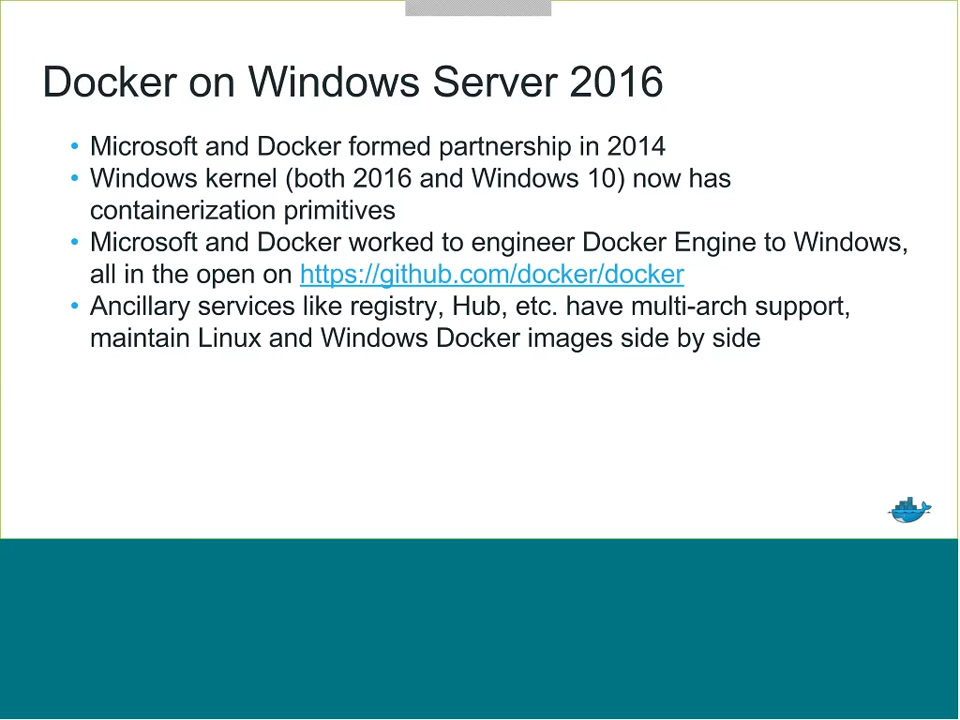 Docker on Windows Server 2016
• Microsoft and Docker formed partnership in 2014
• Windows kernel (both 2016 and Windows 10) now has
containerization primitives
• Microsoft and Docker worked to engineer Docker Engine to Windows,
all in the open on https://github.com/docker/docker
• Ancillary services like registry, Hub, etc. have multi-arch support,
maintain Linux and Windows Docker images side by side